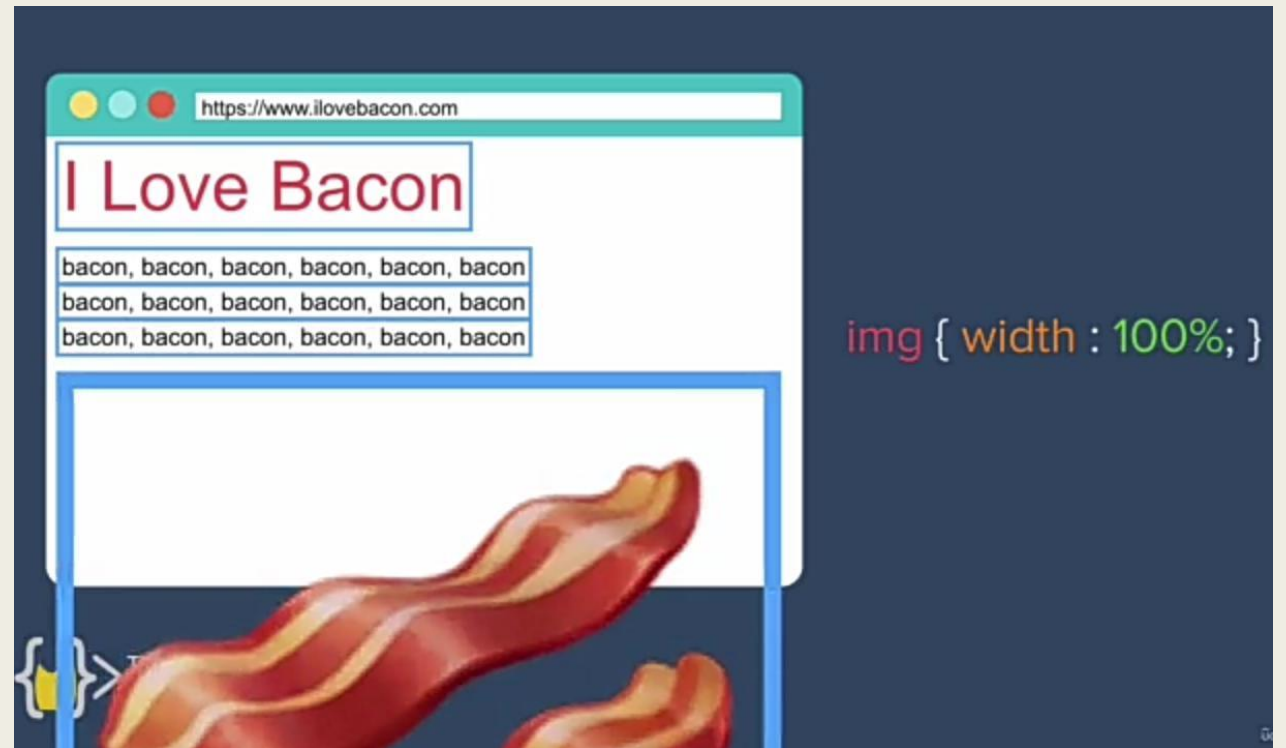 https://www.ilovebacon.com
I Love Bacon
bacon, bacon, bacon, bacon, bacon, bacon
bacon, bacon, bacon, bacon, bacon, bacon
bacon, bacon, bacon, bacon, bacon, bacon
img { width : 100%; }